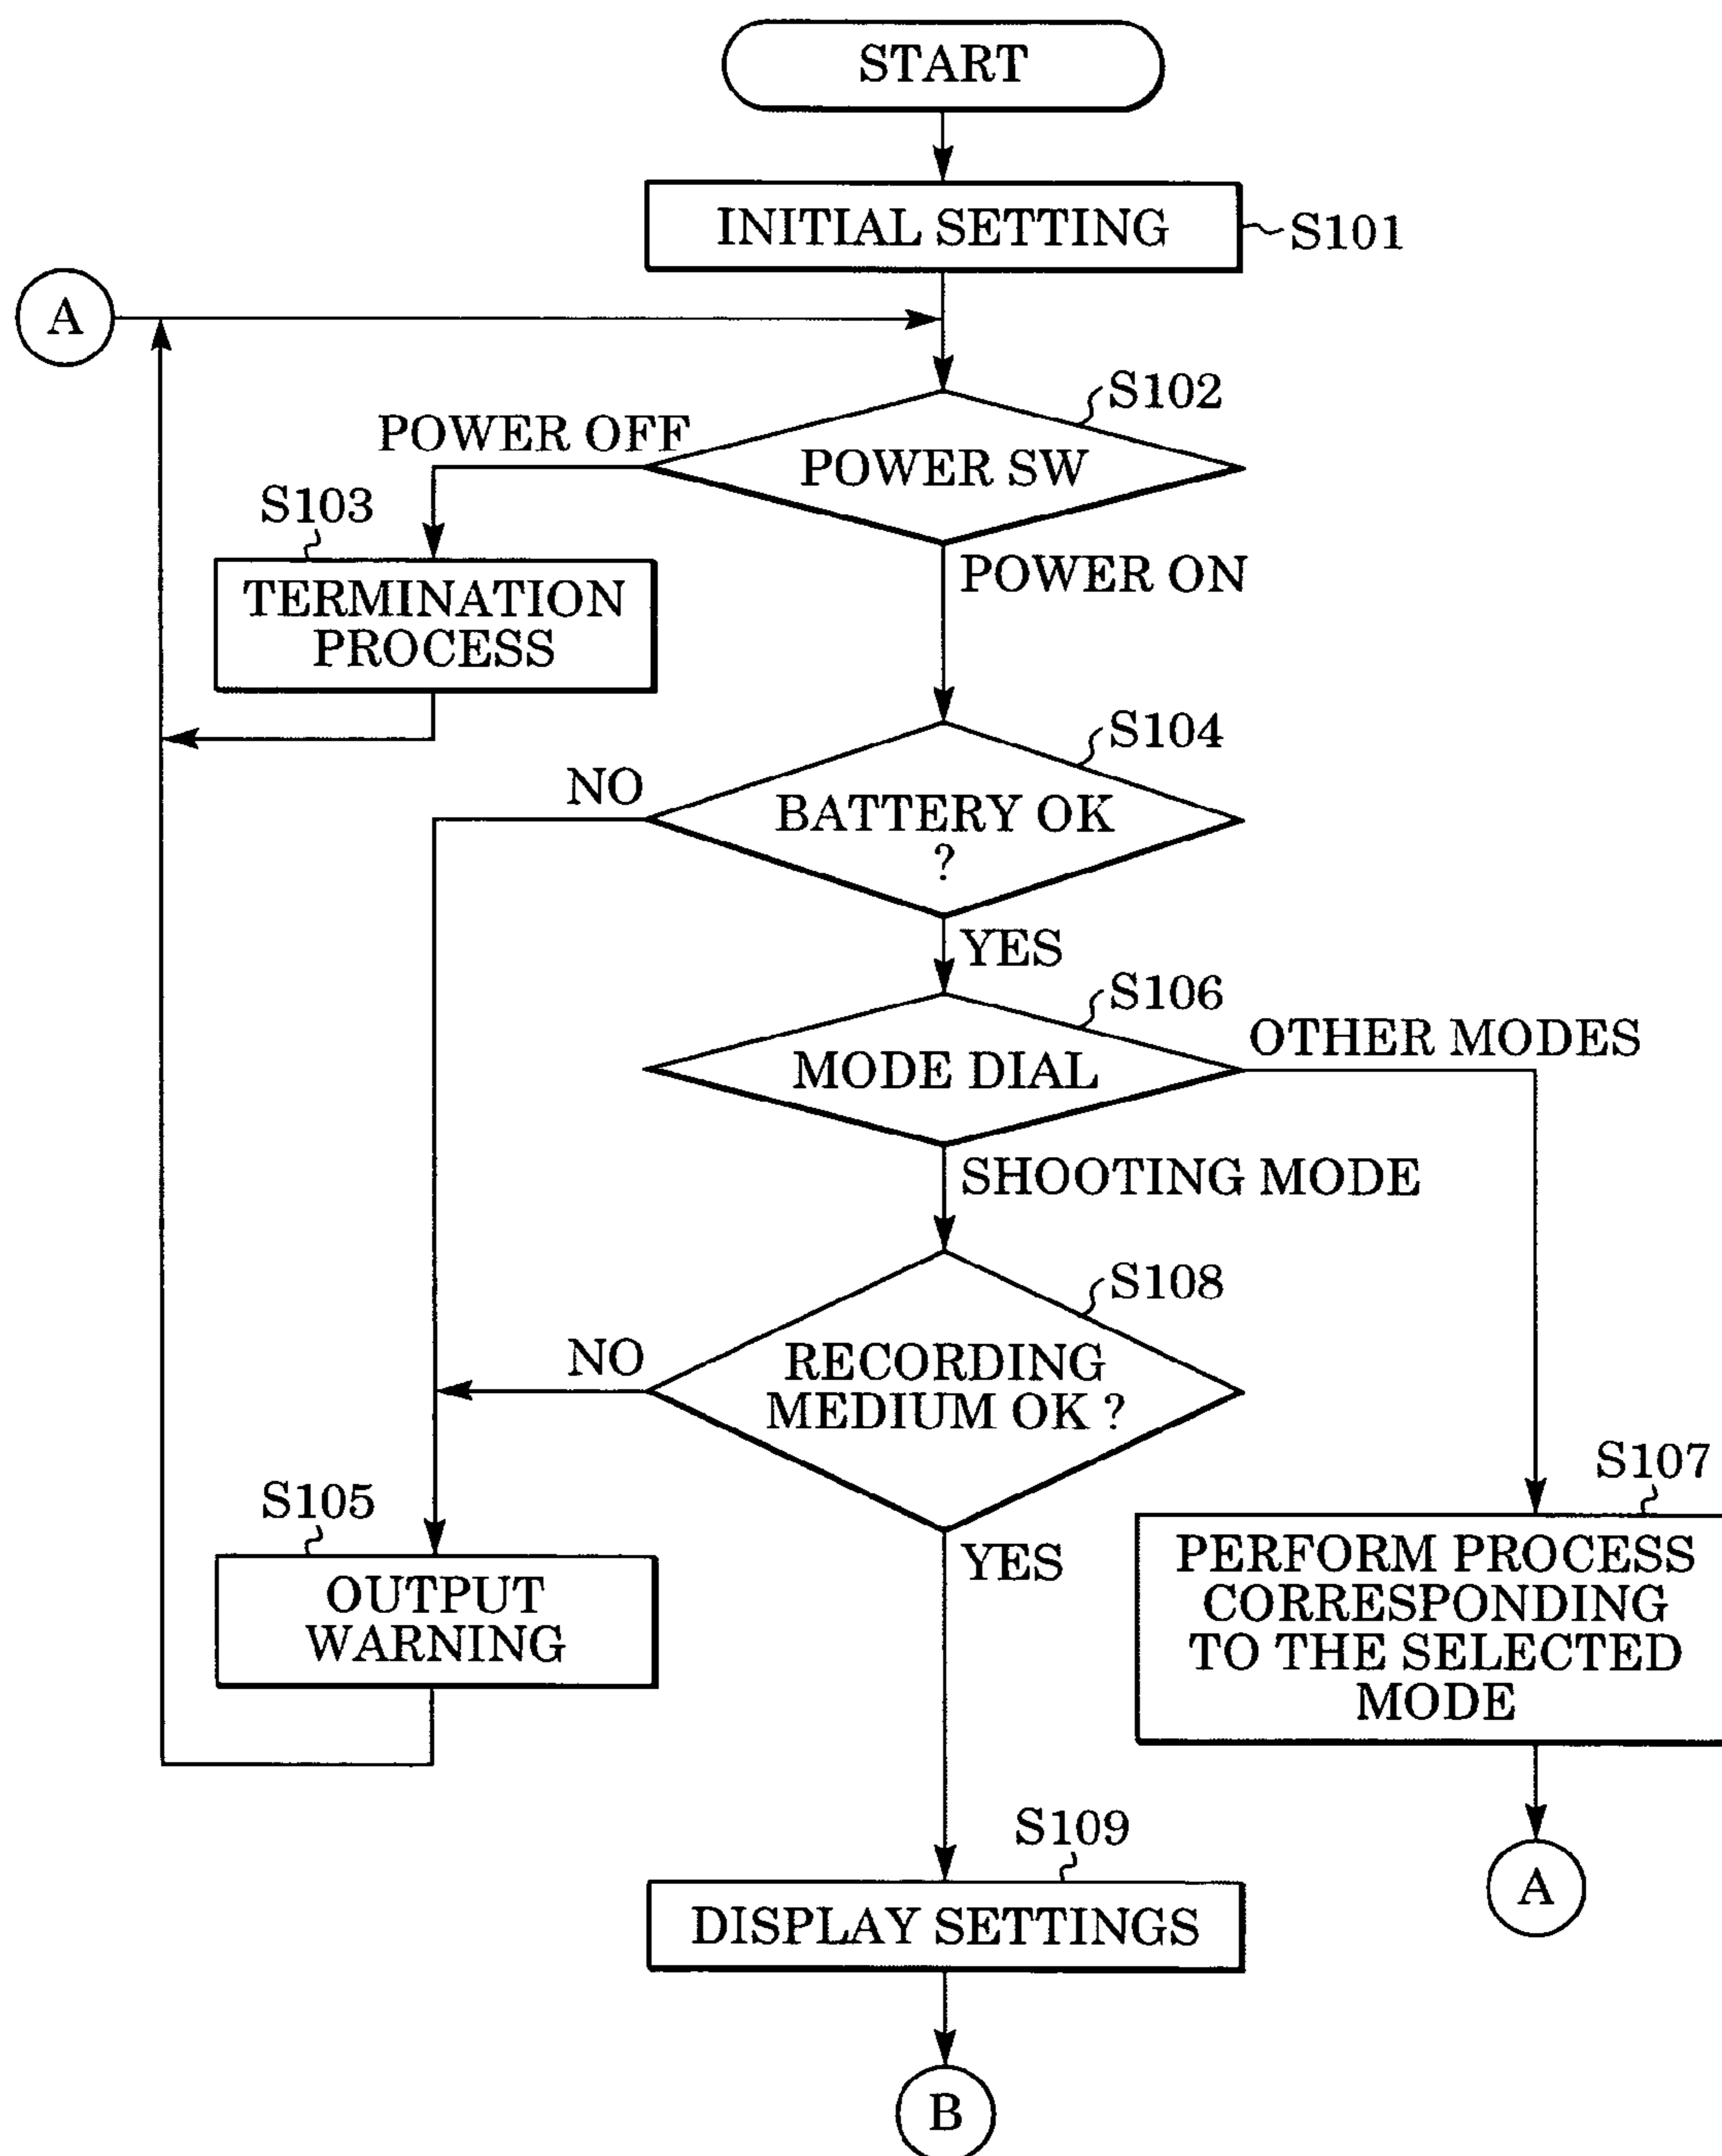 START
INITIAL SETTING
S101
A
S102
POWER OFF
POWER SW
S103
POWER ON
TERMINATION
PROCESS
S104
NO
BATTERY OK
?
YES
S106
OTHER MODES
MODE DIAL
SHOOTING MODE
S108
NO
RECORDING
MEDIUM OK ?
S107
S105
YES
PERFORM PROCESS
CORRESPONDING
TO THE SELECTED
MODE
OUTPUT
WARNING
S109
A
DISPLAY SETTINGS
B